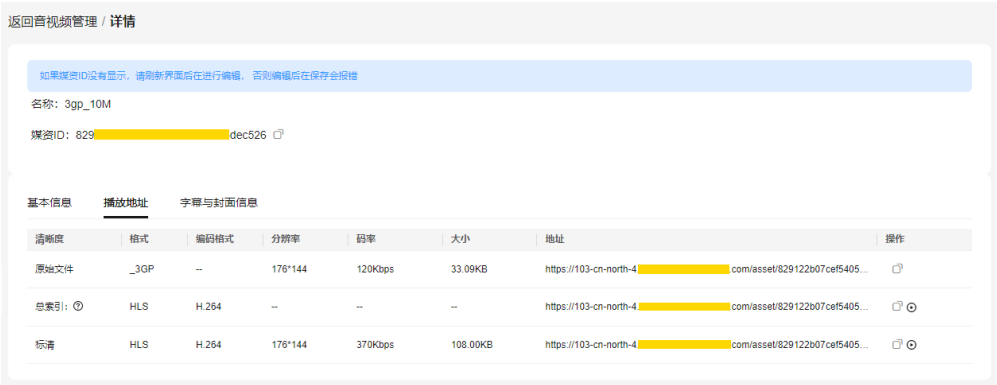 返回音视频管理 / 详情
如果媒资ID没有显示，请刷新界面后在进行编辑， 否则编辑后在保存会报错
名称：3gp_10M
媒资ID：829 dec526
基本信息 播放地址 字幕与封面信息
清晰度 格式 编码格式 分辨率 码率 大小 地址 操作
原始文件 _3GP -- 176*144 120Kbps 33.09KB https://103-cn-north-4. .com/asset/829122b07cef5405...
总索引： HLS H.264 -- -- -- https://103-cn-north-4. .com/asset/829122b07cef5405...
标清 HLS H.264 176*144 370Kbps 108.00KB https://103-cn-north-4. com/asset/829122b07cef5405...